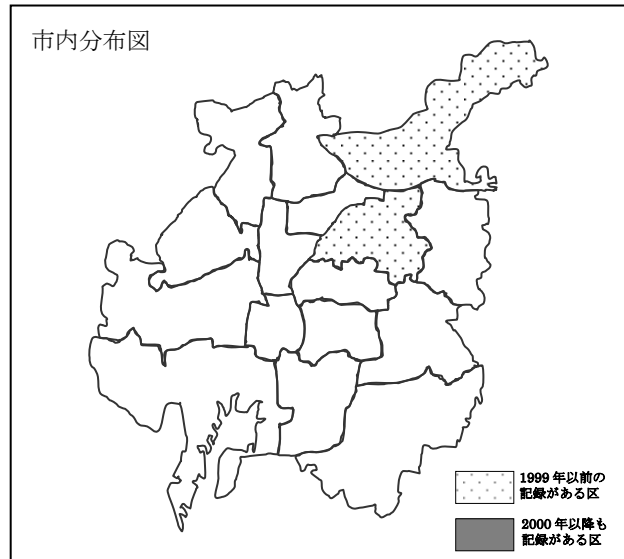 市内分布図
1999 年以前の
記録がある区
2000 年以降も
記録がある区